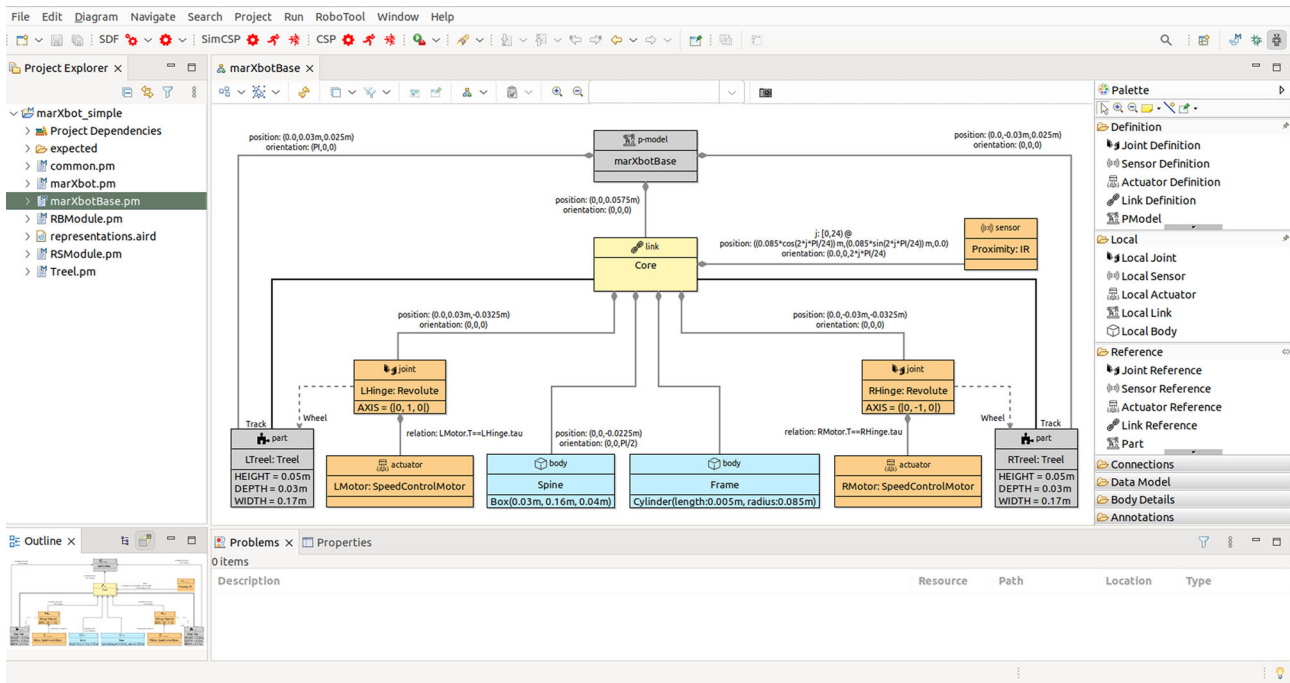 File Edit Diagram Navigate Search Project Run RoboTool Window Help
SDF SimCSP CSP
Project Explorer
marXbot_simple
Project Dependencies
expected
common.pm
marXbot.pm
marXbotBase.pm
RBModule.pm
representations.aird
RSModule.pm
Treel.pm
marXbotBase
position: (0.0,0.03m,0.025m)
orientation: (PI,0,0)
p-model
marXbotBase
position: (0.0,-0.03m,0.025m)
orientation: (0,0,0)
position: (0,0,0.0575m)
orientation: (0,0,0)
link
Core
j: [0,24) @
position: ((0.085*cos(2*j*PI/24)) m,(0.085*sin(2*j*PI/24)) m,0.0)
orientation: (0.0,0,2*j*PI/24)
sensor
Proximity: IR
position: (0.0,0.03m,-0.0325m)
orientation: (0,0,0)
position: (0.0,-0.03m,-0.0325m)
orientation: (0,0,0)
joint
LHinge: Revolute
AXIS = (|0, 1, 0|)
joint
RHinge: Revolute
AXIS = (|0, -1, 0|)
Track
Wheel
Wheel
Track
relation: LMotor.T==LHinge.tau
position: (0,0,-0.0225m)
orientation: (0,0,PI/2)
relation: RMotor.T==RHinge.tau
part
LTreel: Treel
HEIGHT = 0.05m
DEPTH = 0.03m
WIDTH = 0.17m
actuator
LMotor: SpeedControlMotor
body
Spine
Box(0.03m, 0.16m, 0.04m)
body
Frame
Cylinder(length:0.005m, radius:0.085m)
actuator
RMotor: SpeedControlMotor
part
RTreel: Treel
HEIGHT = 0.05m
DEPTH = 0.03m
WIDTH = 0.17m
Palette
Definition
Joint Definition
Sensor Definition
Actuator Definition
Link Definition
PModel
Local
Local Joint
Local Sensor
Local Actuator
Local Link
Local Body
Reference
Joint Reference
Sensor Reference
Actuator Reference
Link Reference
Part
Connections
Data Model
Body Details
Annotations
Outline
Problems Properties
0 items
Description Resource Path Location Type